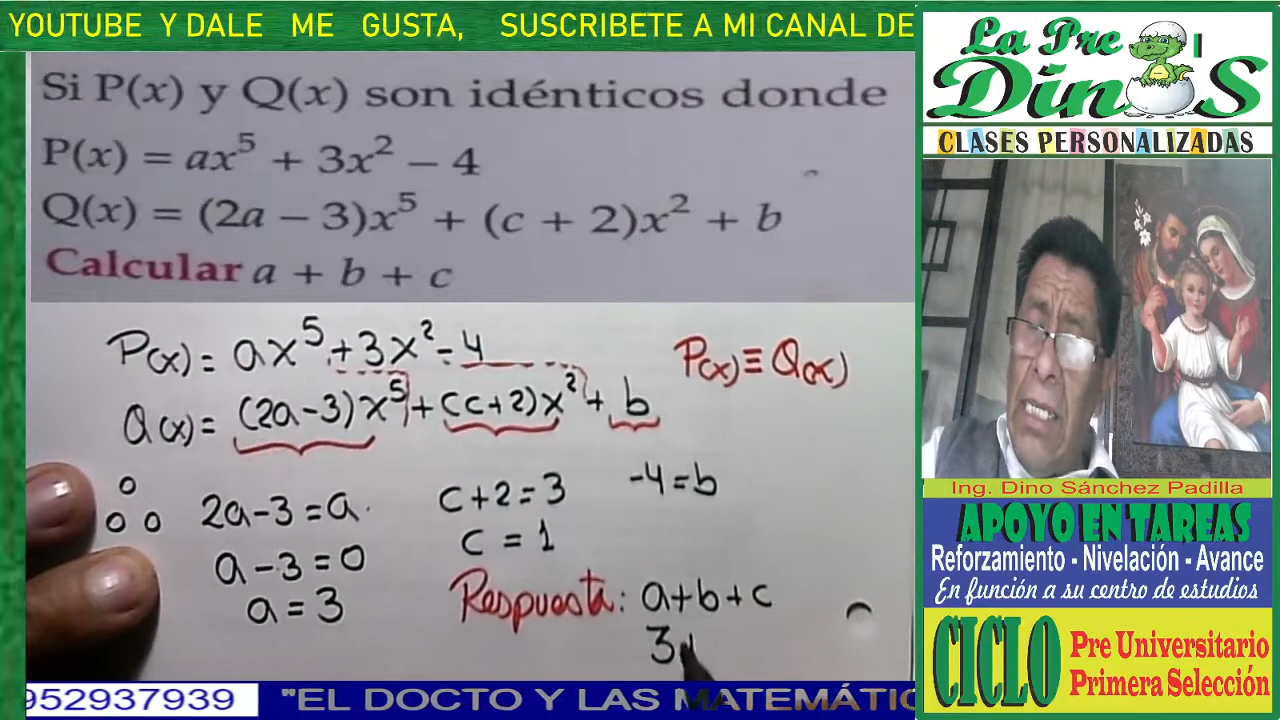 YOUTUBE Y DALE ME GUSTA, SUSCRIBETE A MI CANAL DE
Si P(x) y Q(x) son idénticos donde
P(x) = ax⁵ + 3x² − 4
Q(x) = (2a − 3)x⁵ + (c + 2)x² + b
Calcular a + b + c
P(x) = ax⁵ + 3x² - 4
P(x) ≡ Q(x)
Q(x) = (2a-3)x⁵ + (c+2)x² + b
2a-3 = a
c+2 = 3
-4 = b
a-3 = 0
c = 1
a = 3
Respuesta: a+b+c
3
952937939
"EL DOCTO Y LAS MATEMÁTIC
La Pre
DinoS
CLASES PERSONALIZADAS
Ing. Dino Sánchez Padilla
APOYO EN TAREAS
Reforzamiento - Nivelación - Avance
En función a su centro de estudios
CICLO
Pre Universitario
Primera Selección